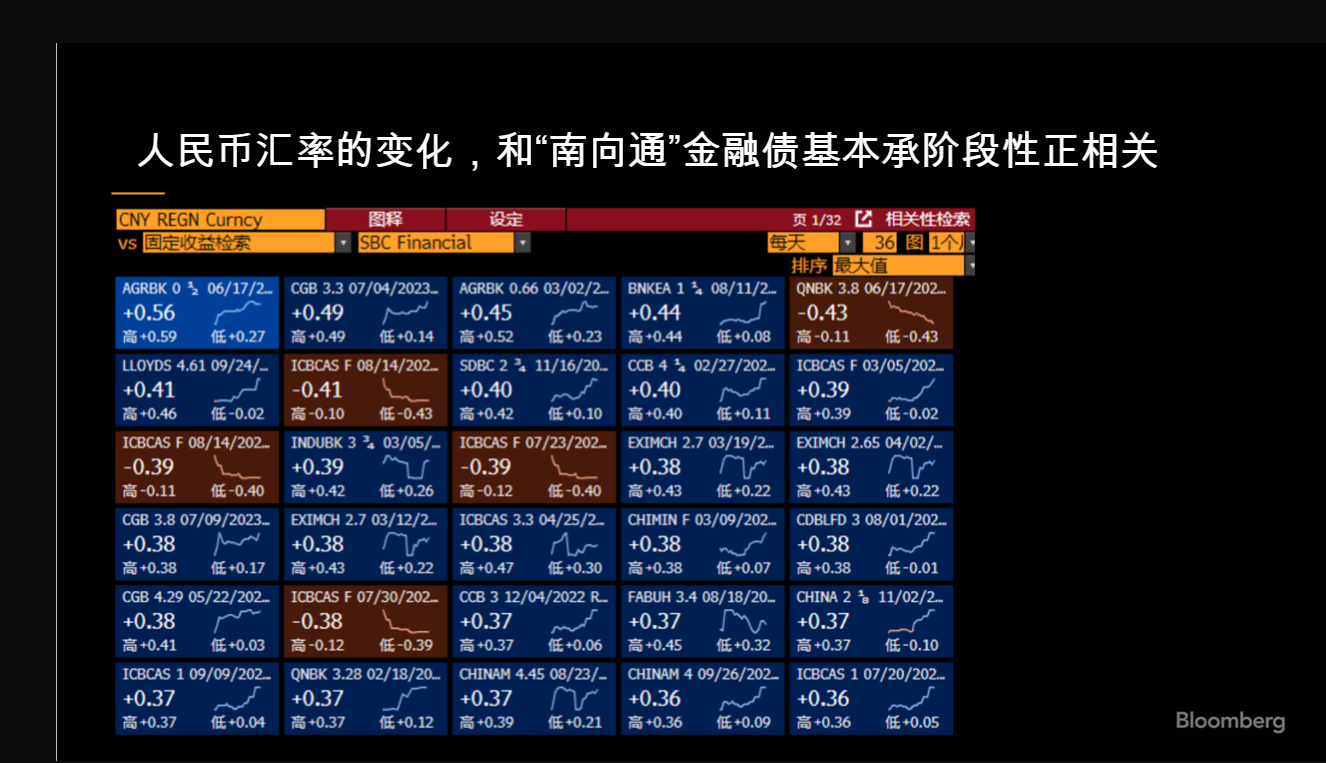 人民币汇率的变化，和“南向通”金融债基本承阶段性正相关
CNY REGN Curncy 图释 设定 页 1/32 相关性检索
vs 固定收益检索 SBC Financial 每天 36 图 1个月
排序 最大值
AGRBK 0 ½ 06/17/2… CGB 3.3 07/04/2023… AGRBK 0.66 03/02/2… BNKEA 1 ¼ 08/11/2… QNBK 3.8 06/17/202…
+0.56 +0.49 +0.45 +0.44 -0.43
高+0.59 低+0.27 高+0.49 低+0.14 高+0.52 低+0.23 高+0.44 低+0.08 高-0.11 低-0.43
LLOYDS 4.61 09/24/… ICBCAS F 08/14/202… SDBC 2 ¾ 11/16/20… CCB 4 ¼ 02/27/202… ICBCAS F 03/05/202…
+0.41 -0.41 +0.40 +0.40 +0.39
高+0.46 低-0.02 高-0.10 低-0.43 高+0.42 低+0.10 高+0.40 低+0.11 高+0.39 低-0.02
ICBCAS F 08/14/202… INDUBK 3 ¾ 03/05/… ICBCAS F 07/23/202… EXIMCH 2.7 03/19/2… EXIMCH 2.65 04/02/…
-0.39 +0.39 -0.39 +0.38 +0.38
高-0.11 低-0.40 高+0.42 低+0.26 高-0.12 低-0.40 高+0.43 低+0.22 高+0.43 低+0.22
CGB 3.8 07/09/2023… EXIMCH 2.7 03/12/2… ICBCAS 3.3 04/25/2… CHIMIN F 03/09/202… CDBLFD 3 08/01/202…
+0.38 +0.38 +0.38 +0.38 +0.38
高+0.38 低+0.17 高+0.43 低+0.22 高+0.47 低+0.30 高+0.38 低+0.07 高+0.38 低-0.01
CGB 4.29 05/22/202… ICBCAS F 07/30/202… CCB 3 12/04/2022 R… FABUH 3.4 08/18/20… CHINA 2 ⅛ 11/02/2…
+0.38 -0.38 +0.37 +0.37 +0.37
高+0.41 低+0.03 高-0.12 低-0.39 高+0.37 低+0.06 高+0.45 低+0.32 高+0.37 低-0.10
ICBCAS 1 09/09/202… QNBK 3.28 02/18/20… CHINAM 4.45 08/23/… CHINAM 4 09/26/202… ICBCAS 1 07/20/202…
+0.37 +0.37 +0.37 +0.36 +0.36
高+0.37 低+0.04 高+0.37 低+0.12 高+0.39 低+0.21 高+0.36 低+0.09 高+0.36 低+0.05
Bloomberg